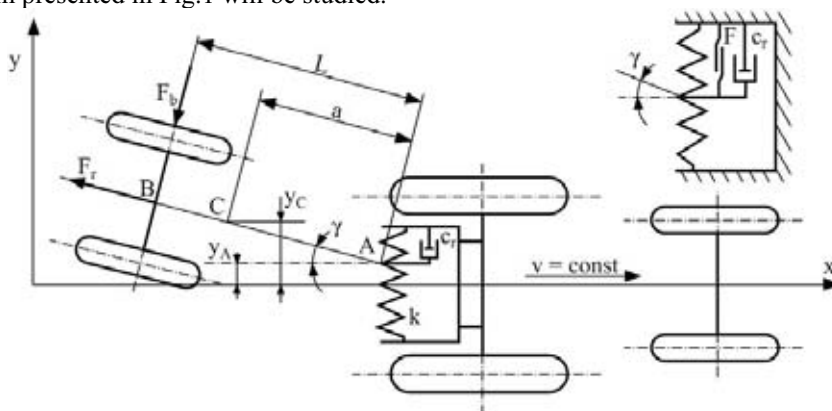 m presented in Fig.1 will be studied.
y
L
a
F_b
F_r
B
C
y_C
γ
A
y_A
c_r
k
v = const
x
γ
F
c_r